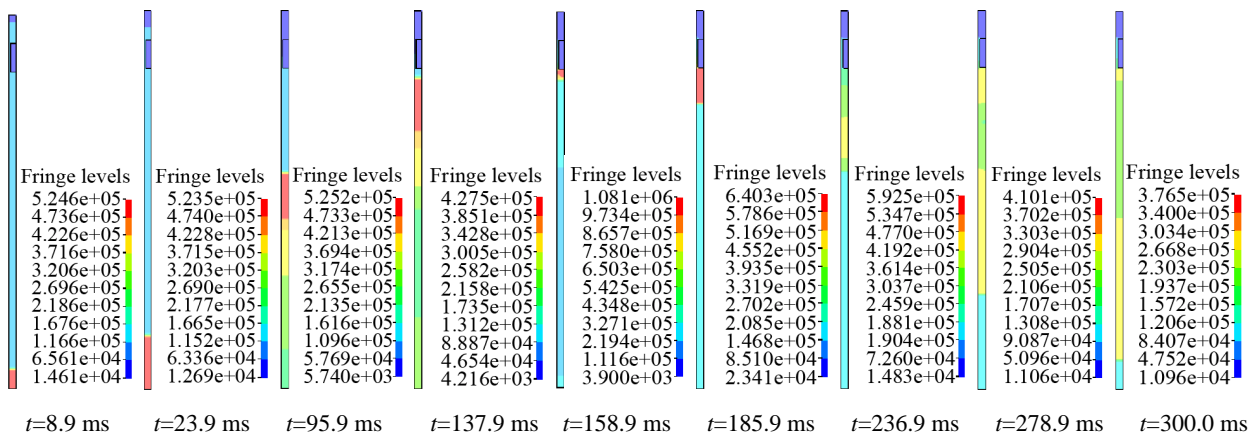 Fringe levels
5.246e+05
4.736e+05
4.226e+05
3.716e+05
3.206e+05
2.696e+05
2.186e+05
1.676e+05
1.166e+05
6.561e+04
1.461e+04
t=8.9 ms
Fringe levels
5.235e+05
4.740e+05
4.228e+05
3.715e+05
3.203e+05
2.690e+05
2.177e+05
1.665e+05
1.152e+05
6.336e+04
1.269e+04
t=23.9 ms
Fringe levels
5.252e+05
4.733e+05
4.213e+05
3.694e+05
3.174e+05
2.655e+05
2.135e+05
1.616e+05
1.096e+05
5.769e+04
5.740e+03
t=95.9 ms
Fringe levels
4.275e+05
3.851e+05
3.428e+05
3.005e+05
2.582e+05
2.158e+05
1.735e+05
1.312e+05
8.887e+04
4.654e+04
4.216e+03
t=137.9 ms
Fringe levels
1.081e+06
9.734e+05
8.657e+05
7.580e+05
6.503e+05
5.425e+05
4.348e+05
3.271e+05
2.194e+05
1.116e+05
3.900e+03
t=158.9 ms
Fringe levels
6.403e+05
5.786e+05
5.169e+05
4.552e+05
3.935e+05
3.319e+05
2.702e+05
2.085e+05
1.468e+05
8.510e+04
2.341e+04
t=185.9 ms
Fringe levels
5.925e+05
5.347e+05
4.770e+05
4.192e+05
3.614e+05
3.037e+05
2.459e+05
1.881e+05
1.904e+05
7.260e+04
1.483e+04
t=236.9 ms
Fringe levels
4.101e+05
3.702e+05
3.303e+05
2.904e+05
2.505e+05
2.106e+05
1.707e+05
1.308e+05
9.087e+04
5.096e+04
1.106e+04
t=278.9 ms
Fringe levels
3.765e+05
3.400e+05
3.034e+05
2.668e+05
2.303e+05
1.937e+05
1.572e+05
1.206e+05
8.407e+04
4.752e+04
1.096e+04
t=300.0 ms